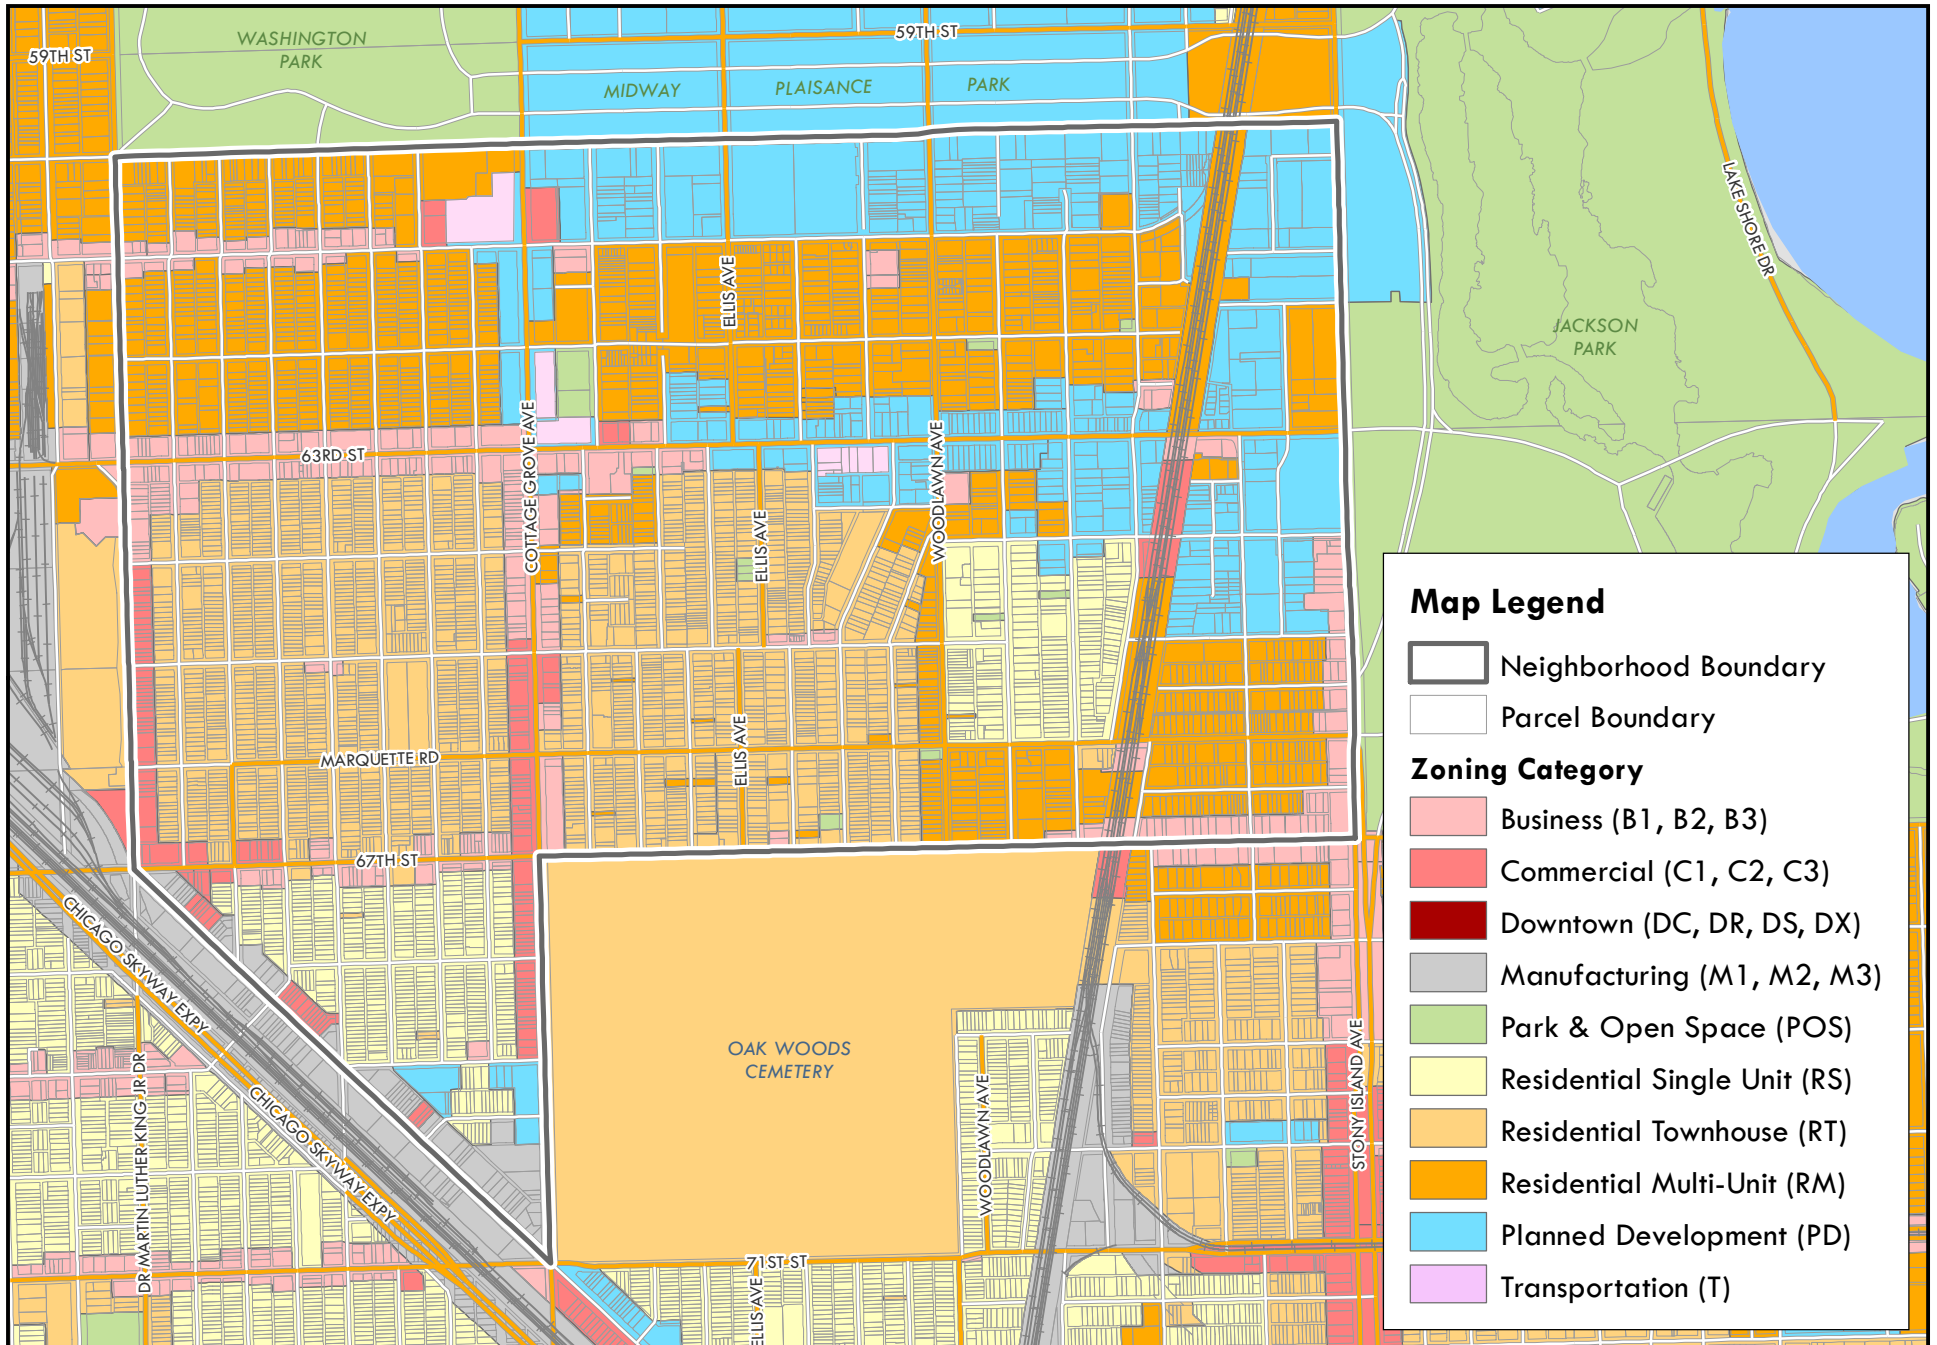 59TH ST
WASHINGTON
PARK
59TH ST
MIDWAY
PLAISANCE
PARK
LAKE SHORE DR
ELLIS AVE
JACKSON
PARK
COTTAGE GROVE AVE
WOODLAWN AVE
63RD ST
ELLIS AVE
ELLIS AVE
MARQUETTE RD
67TH ST
CHICAGO SKYWAY EXPY
CHICAGO SKYWAY EXPY
DR MARTIN LUTHER KING JR DR
OAK WOODS
CEMETERY
WOODLAWN AVE
STONY ISLAND AVE
71ST ST
ELLIS AVE
Map Legend
Neighborhood Boundary
Parcel Boundary
Zoning Category
Business (B1, B2, B3)
Commercial (C1, C2, C3)
Downtown (DC, DR, DS, DX)
Manufacturing (M1, M2, M3)
Park & Open Space (POS)
Residential Single Unit (RS)
Residential Townhouse (RT)
Residential Multi-Unit (RM)
Planned Development (PD)
Transportation (T)